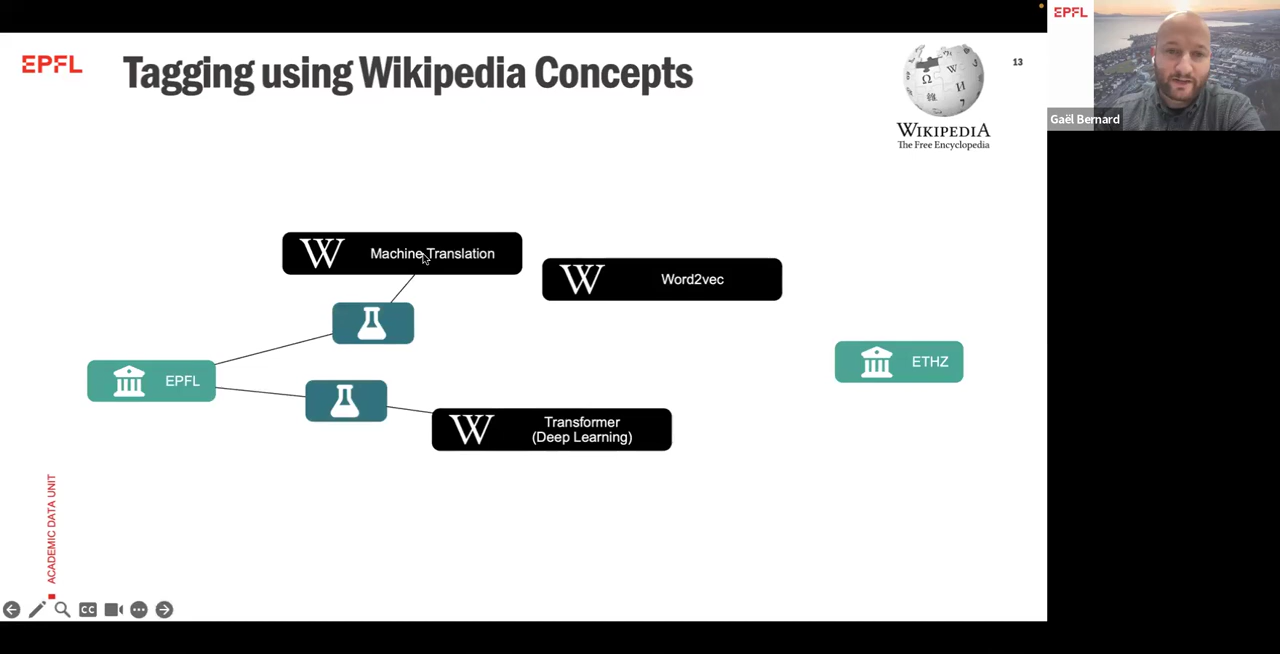 EPFL
Tagging using Wikipedia Concepts
WIKIPEDIA
The Free Encyclopedia
13
EPFL
Gaël Bernard
W Machine Translation
W Word2vec
ETHZ
EPFL
W Transformer
(Deep Learning)
ACADEMIC DATA UNIT
CC